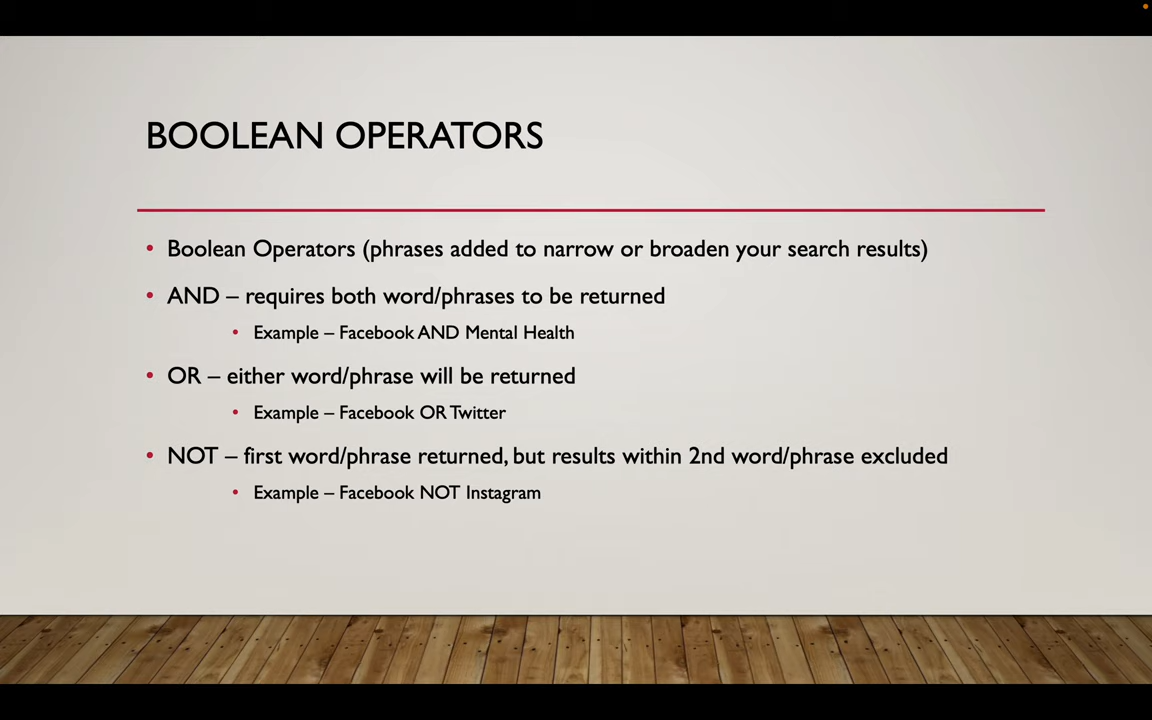 BOOLEAN OPERATORS
• Boolean Operators (phrases added to narrow or broaden your search results)
• AND – requires both word/phrases to be returned
• Example – Facebook AND Mental Health
• OR – either word/phrase will be returned
• Example – Facebook OR Twitter
• NOT – first word/phrase returned, but results within 2nd word/phrase excluded
• Example – Facebook NOT Instagram